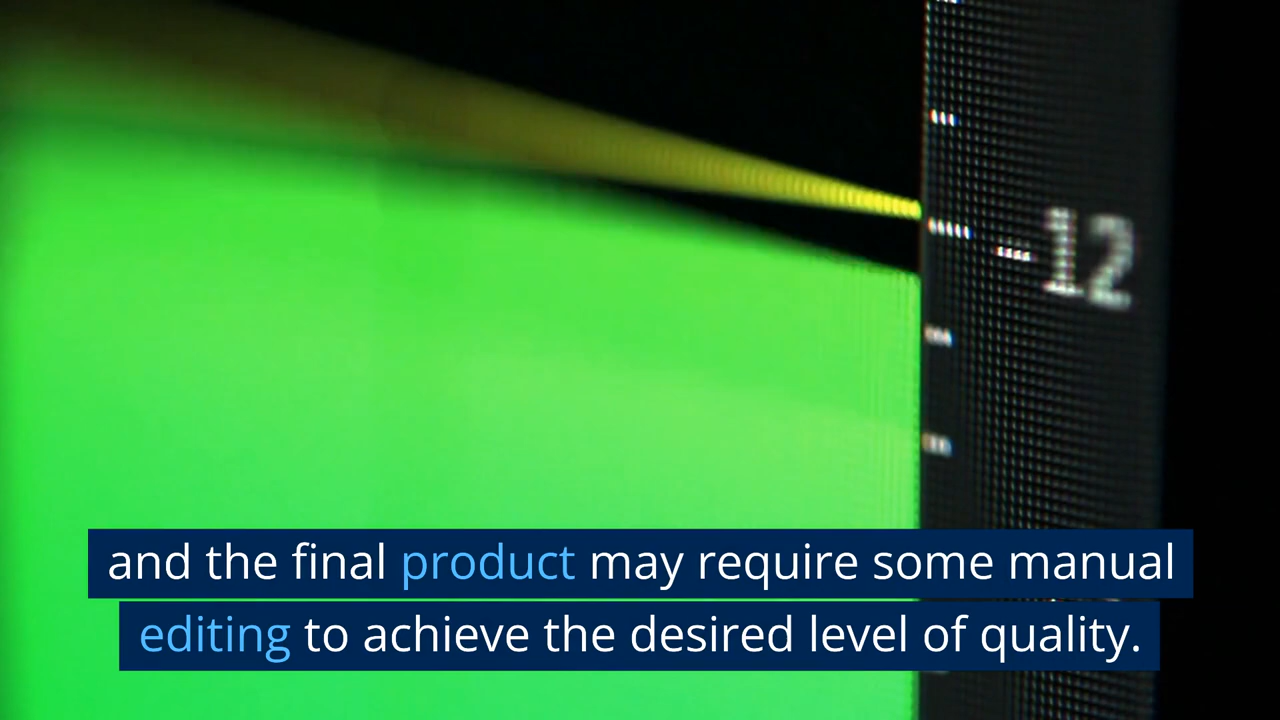 -12
and the final product may require some manual
editing to achieve the desired level of quality.